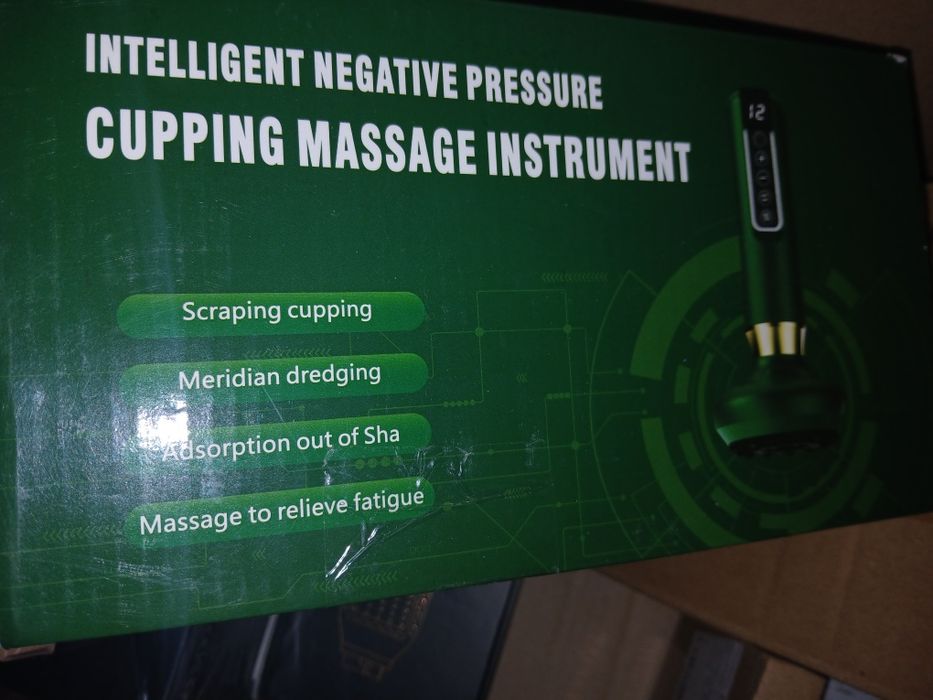 INTELLIGENT NEGATIVE PRESSURE
CUPPING MASSAGE INSTRUMENT
12
Scraping cupping
Meridian dredging
Adsorption out of Sha
Massage to relieve fatigue